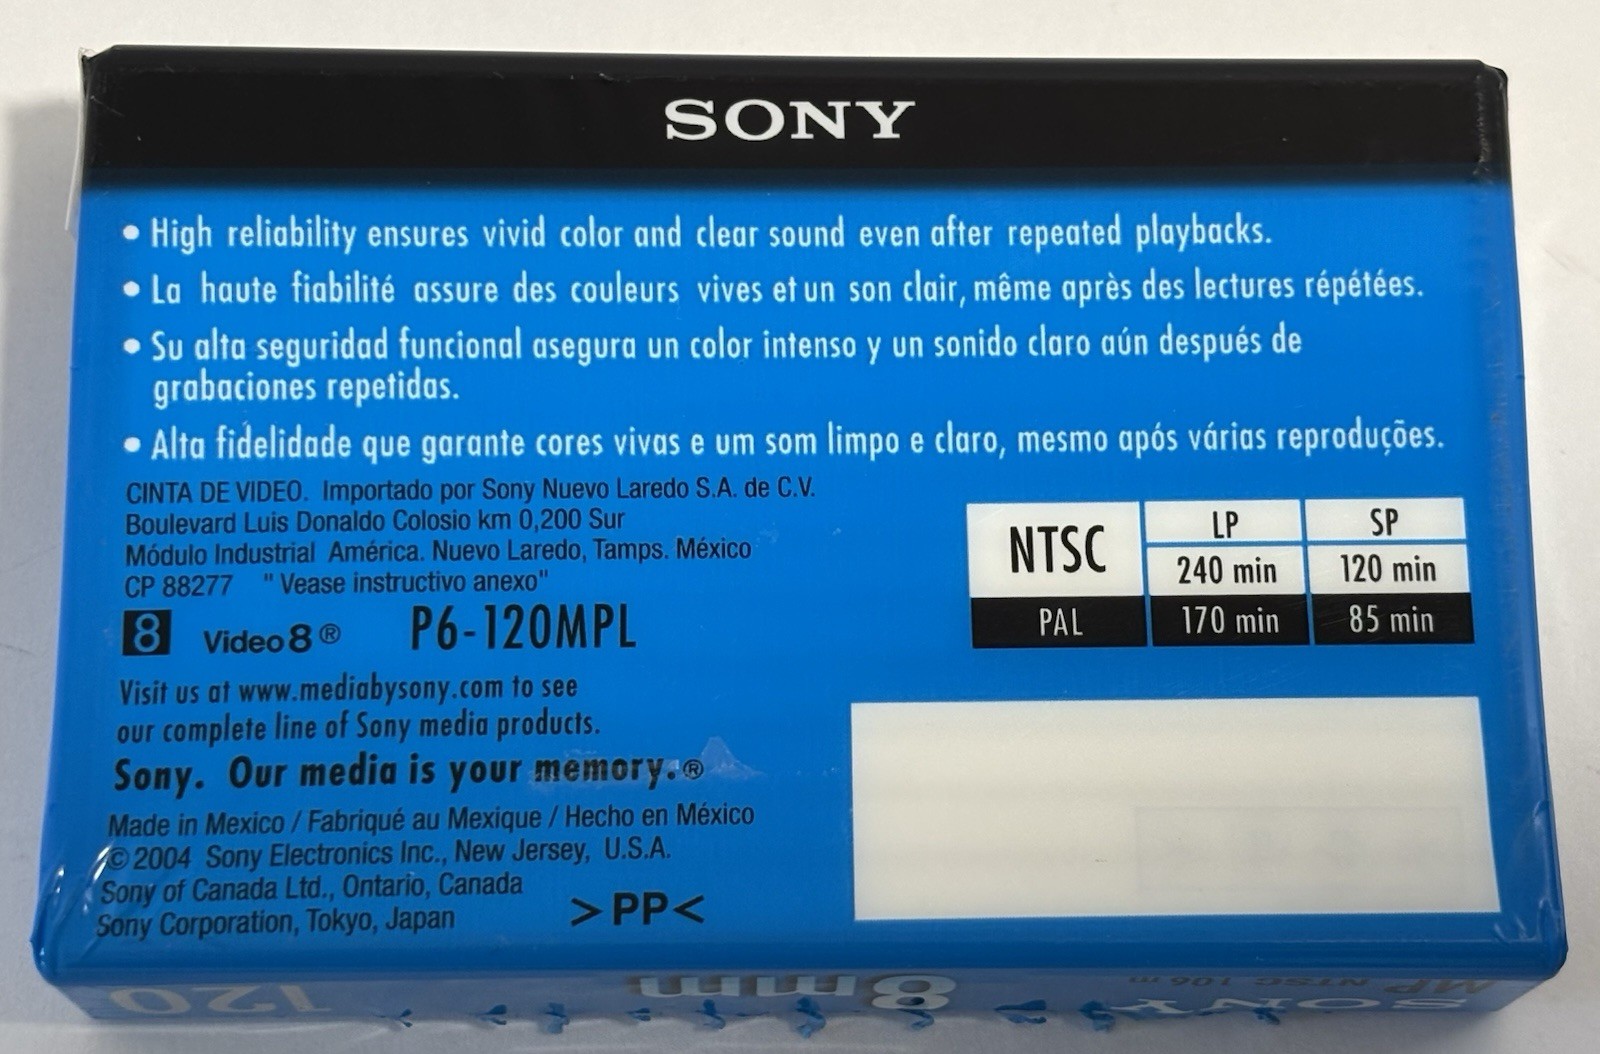 SONY
• High reliability ensures vivid color and clear sound even after repeated playbacks.
• La haute fiabilité assure des couleurs vives et un son clair, même après des lectures répétées.
• Su alta seguridad funcional asegura un color intenso y un sonido claro aún después de
grabaciones repetidas.
• Alta fidelidade que garante cores vivas e um som limpo e claro, mesmo após várias reproduções.
CINTA DE VIDEO. Importado por Sony Nuevo Laredo S.A. de C.V.
Boulevard Luis Donaldo Colosio km 0,200 Sur
Módulo Industrial América. Nuevo Laredo, Tamps. México
CP 88277 " Vease instructivo anexo"
8 Video8® P6-120MPL
NTSC LP SP
240 min 120 min
PAL 170 min 85 min
Visit us at www.mediabysony.com to see
our complete line of Sony media products.
Sony. Our media is your memory.®
Made in Mexico / Fabriqué au Mexique / Hecho en México
© 2004 Sony Electronics Inc., New Jersey, U.S.A.
Sony of Canada Ltd., Ontario, Canada
Sony Corporation, Tokyo, Japan
>PP<
SONY
MP NTSC 106 m
8mm
120